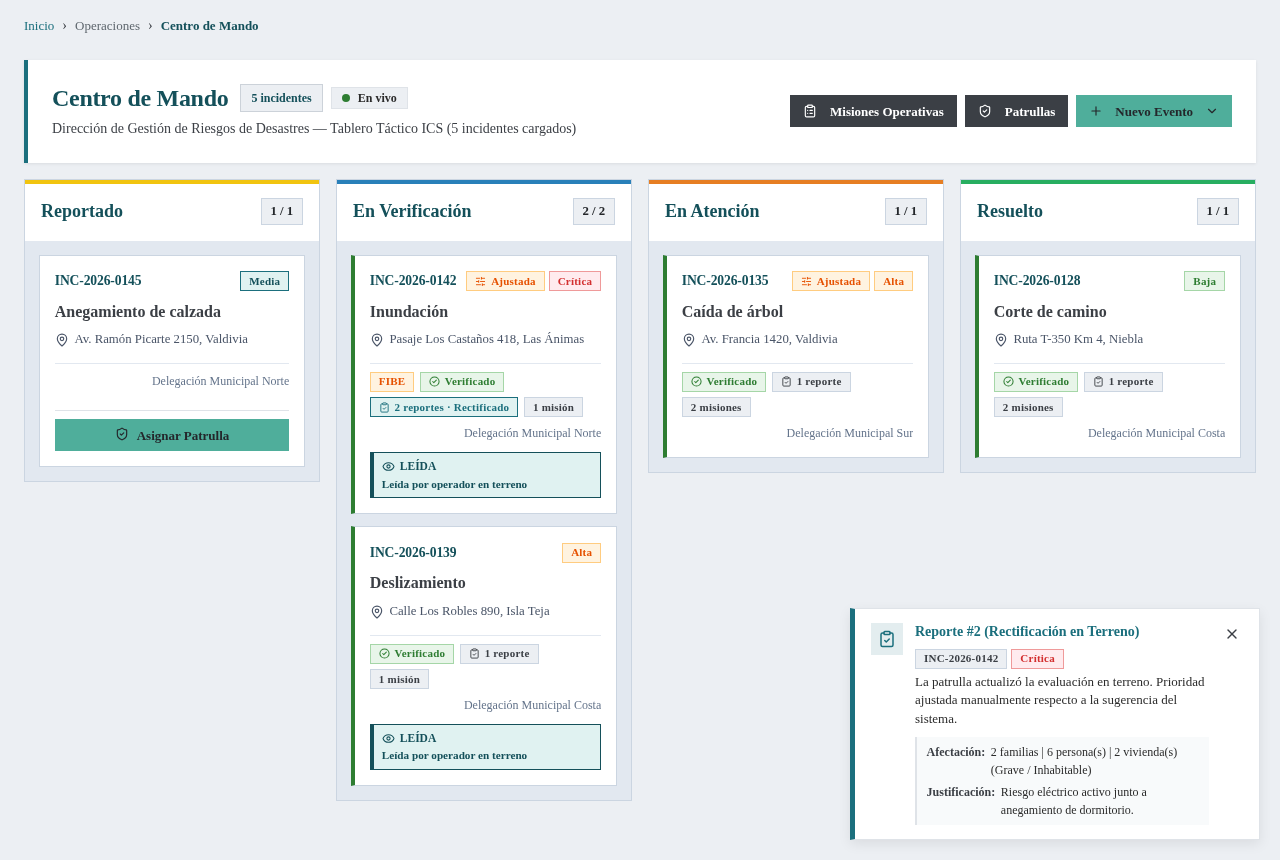 Inicio › Operaciones › Centro de Mando
Centro de Mando
5 incidentes
En vivo
Dirección de Gestión de Riesgos de Desastres — Tablero Táctico ICS (5 incidentes cargados)
Misiones Operativas
Patrullas
Nuevo Evento
Reportado
1 / 1
INC-2026-0145
Media
Anegamiento de calzada
Av. Ramón Picarte 2150, Valdivia
Delegación Municipal Norte
Asignar Patrulla
En Verificación
2 / 2
INC-2026-0142
Ajustada
Crítica
Inundación
Pasaje Los Castaños 418, Las Ánimas
FIBE
Verificado
2 reportes · Rectificado
1 misión
Delegación Municipal Norte
LEÍDA
Leída por operador en terreno
INC-2026-0139
Alta
Deslizamiento
Calle Los Robles 890, Isla Teja
Verificado
1 reporte
1 misión
Delegación Municipal Costa
LEÍDA
Leída por operador en terreno
En Atención
1 / 1
INC-2026-0135
Ajustada
Alta
Caída de árbol
Av. Francia 1420, Valdivia
Verificado
1 reporte
2 misiones
Delegación Municipal Sur
Resuelto
1 / 1
INC-2026-0128
Baja
Corte de camino
Ruta T-350 Km 4, Niebla
Verificado
1 reporte
2 misiones
Delegación Municipal Costa
Reporte #2 (Rectificación en Terreno)
INC-2026-0142
Crítica
La patrulla actualizó la evaluación en terreno. Prioridad
ajustada manualmente respecto a la sugerencia del
sistema.
Afectación: 2 familias | 6 persona(s) | 2 vivienda(s)
(Grave / Inhabitable)
Justificación: Riesgo eléctrico activo junto a
anegamiento de dormitorio.